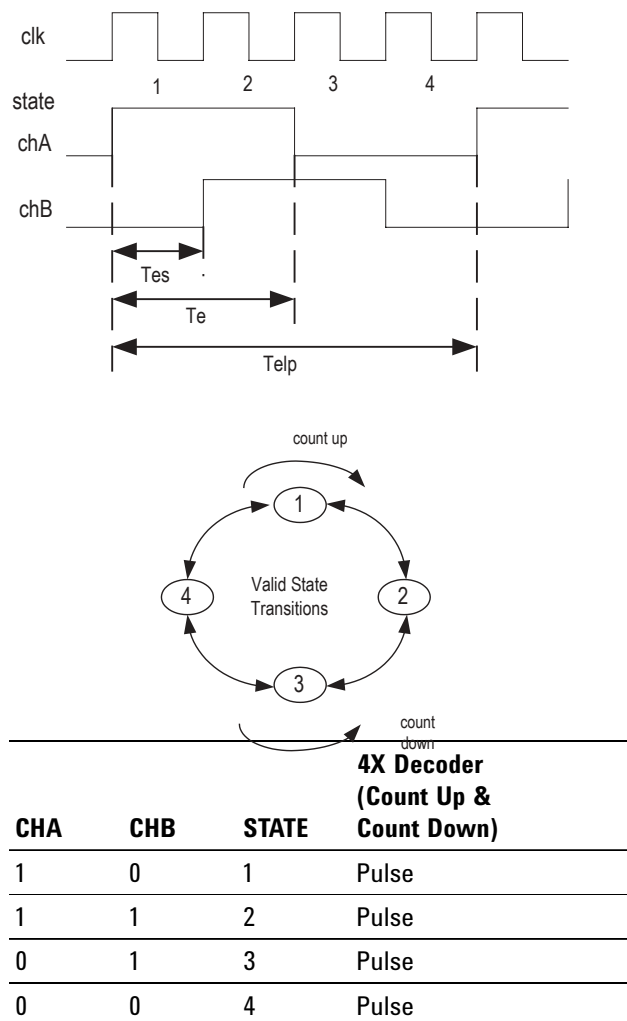 clk
1 2 3 4
state
chA
chB
Tes
Te
Telp
count up
1
4 Valid State 2
Transitions
3
count
down
4X Decoder
(Count Up &
CHA CHB STATE Count Down)
1 0 1 Pulse
1 1 2 Pulse
0 1 3 Pulse
0 0 4 Pulse